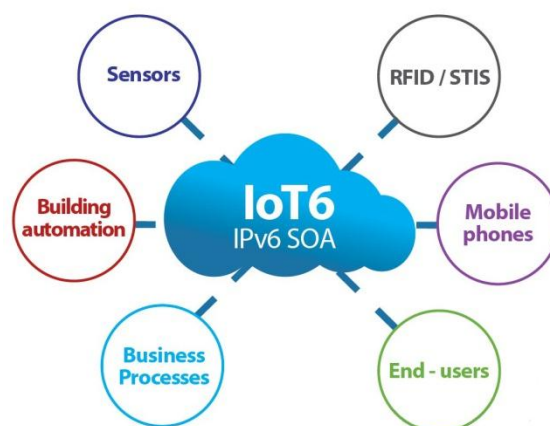 Sensors
RFID / STIS
Building
automation
IoT6
IPv6 SOA
Mobile
phones
Business
Processes
End - users